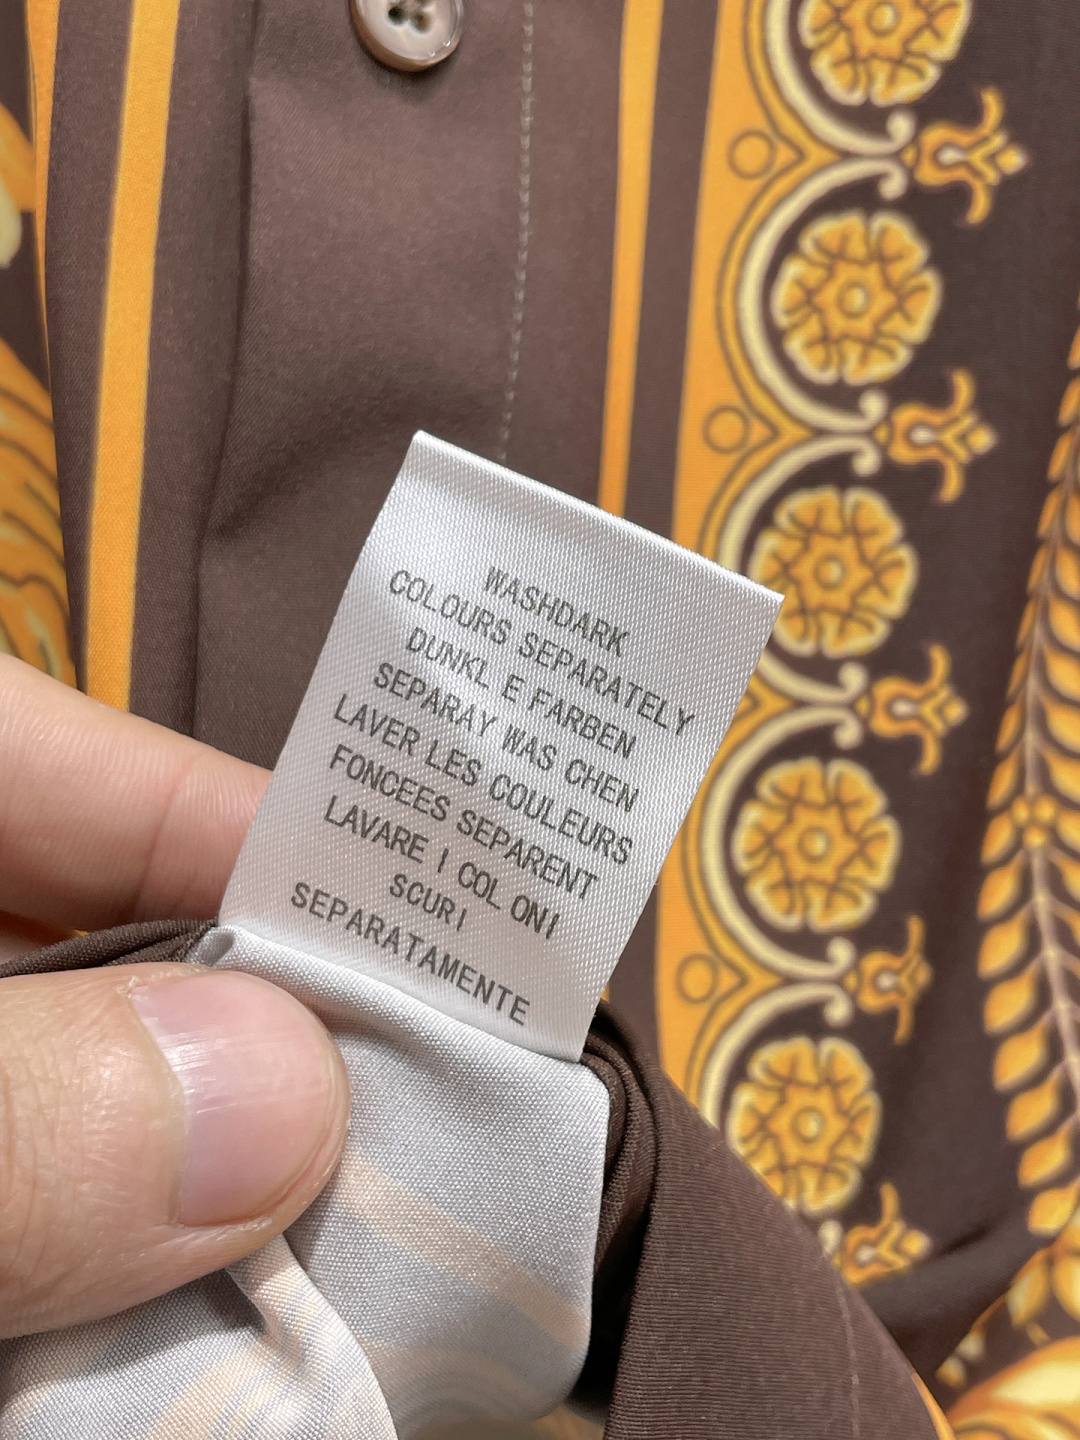 WASHDARK
COLOURS SEPARATELY
DUNKL E FARBEN
SEPARAY WAS CHEN
LAVER LES COULEURS
FONCEES SEPARENT
LAVARE I COL ONI
SCURI
SEPARATAMENTE